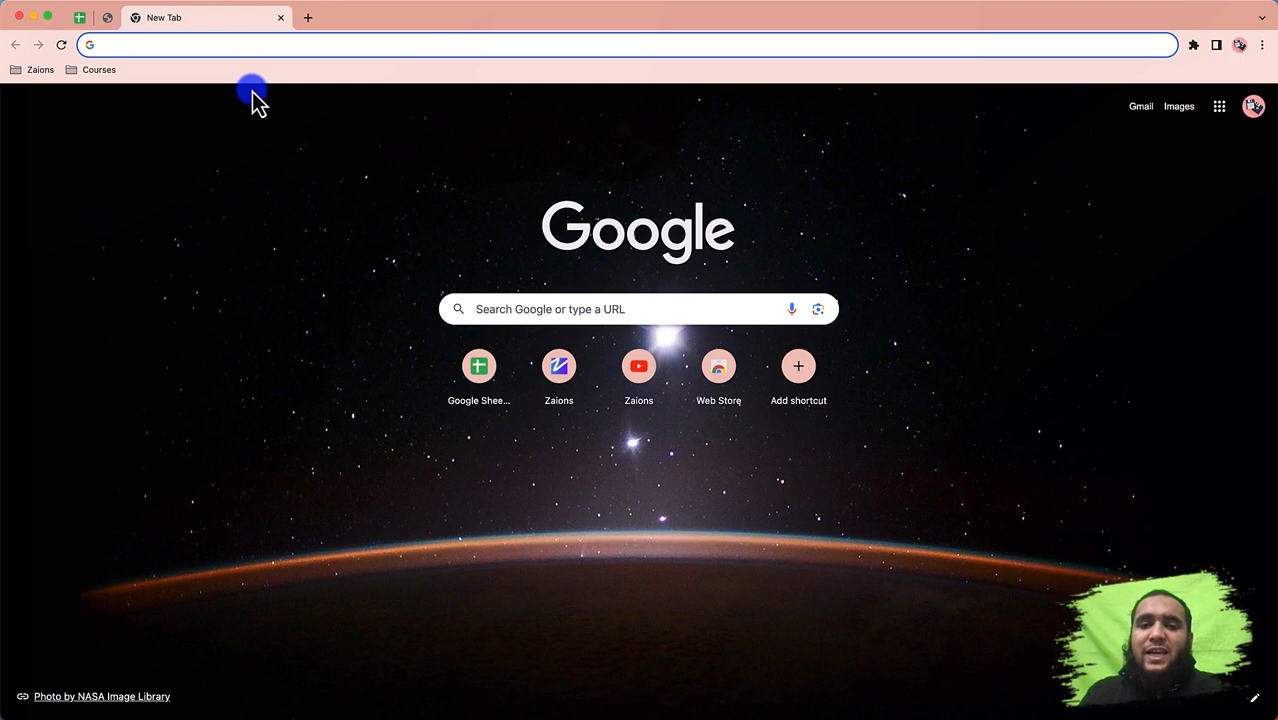 New Tab
Zaions
Courses
Gmail
Images
Google
Search Google or type a URL
Google Shee...
Zaions
Zaions
Web Store
Add shortcut
Photo by NASA Image Library